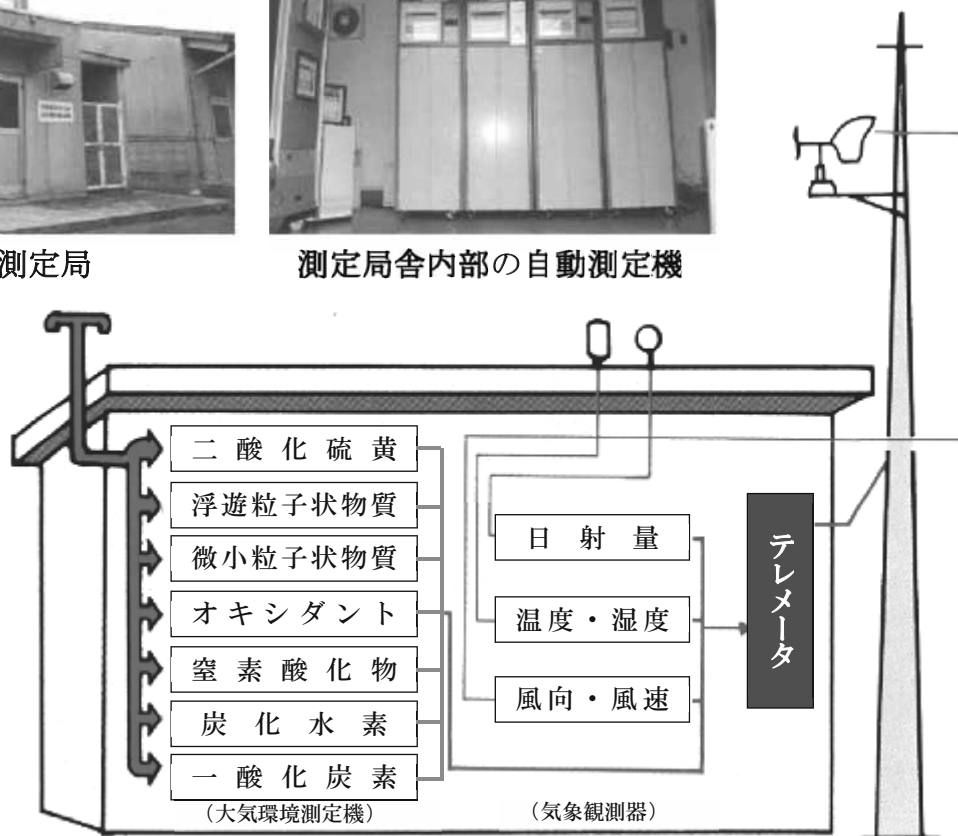 測定局
測定局舎内部の自動測定機
二酸化硫黄
浮遊粒子状物質
微小粒子状物質
オキシダント
窒素酸化物
炭化水素
一酸化炭素
（大気環境測定機）
日射量
温度・湿度
風向・風速
（気象観測器）
テレメータ